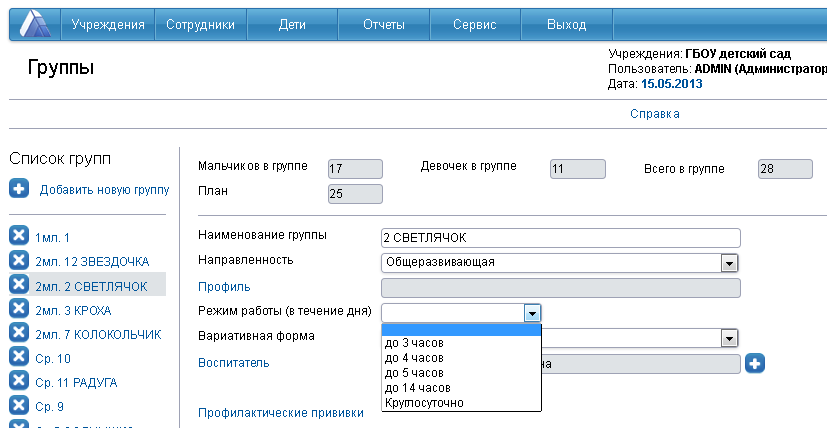 Учреждения Сотрудники Дети Отчеты Сервис Выход
Группы
Учреждения: ГБОУ детский сад
Пользователь: ADMIN (Администратор
Дата: 15.05.2013
Справка
Список групп
Добавить новую группу
1мл. 1
2мл. 12 ЗВЕЗДОЧКА
2мл. 2 СВЕТЛЯЧОК
2мл. 3 КРОХА
2мл. 7 КОЛОКОЛЬЧИК
Ср. 10
Ср. 11 РАДУГА
Ср. 9
Мальчиков в группе 17 Девочек в группе 11 Всего в группе 28
План 25
Наименование группы 2 СВЕТЛЯЧОК
Направленность Общеразвивающая
Профиль
Режим работы (в течение дня)
до 3 часов
до 4 часов
до 5 часов
до 14 часов
Круглосуточно
Вариативная форма
Воспитатель
Профилактические прививки